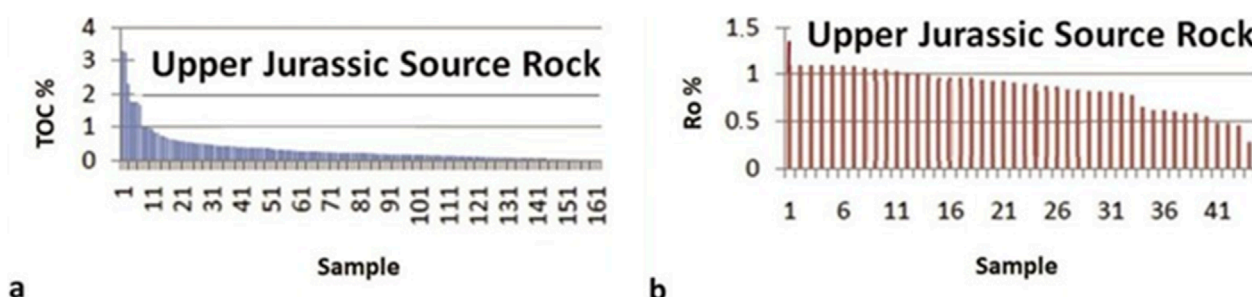 4
3
2
1
0
TOC %
Upper Jurassic Source Rock
1 11 21 31 41 51 61 71 81 91 101 111 121 131 141 151 161
Sample
a
1.5
1
0.5
0
Ro %
Upper Jurassic Source Rock
1 6 11 16 21 26 31 36 41
Sample
b